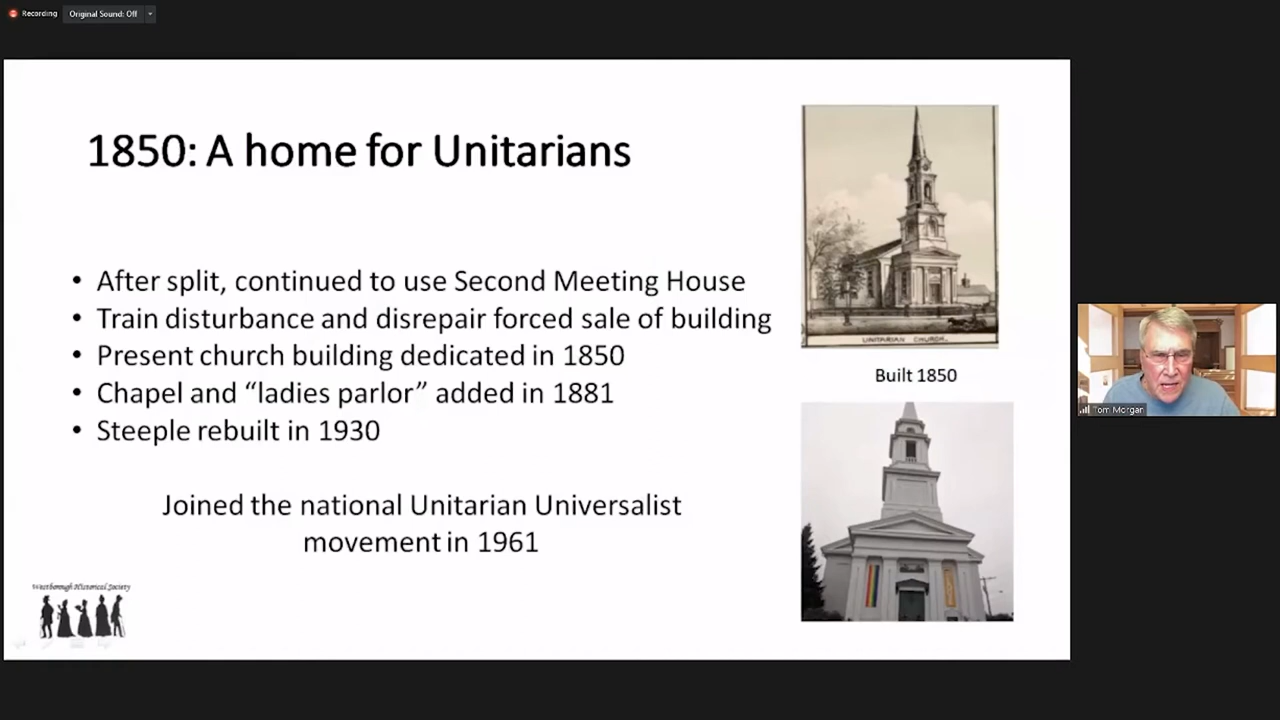 Recording
Original Sound: Off
1850: A home for Unitarians
• After split, continued to use Second Meeting House
• Train disturbance and disrepair forced sale of building
• Present church building dedicated in 1850
• Chapel and “ladies parlor” added in 1881
• Steeple rebuilt in 1930
Joined the national Unitarian Universalist
movement in 1961
Westborough Historical Society
UNITARIAN CHURCH.
Built 1850
Tom Morgan